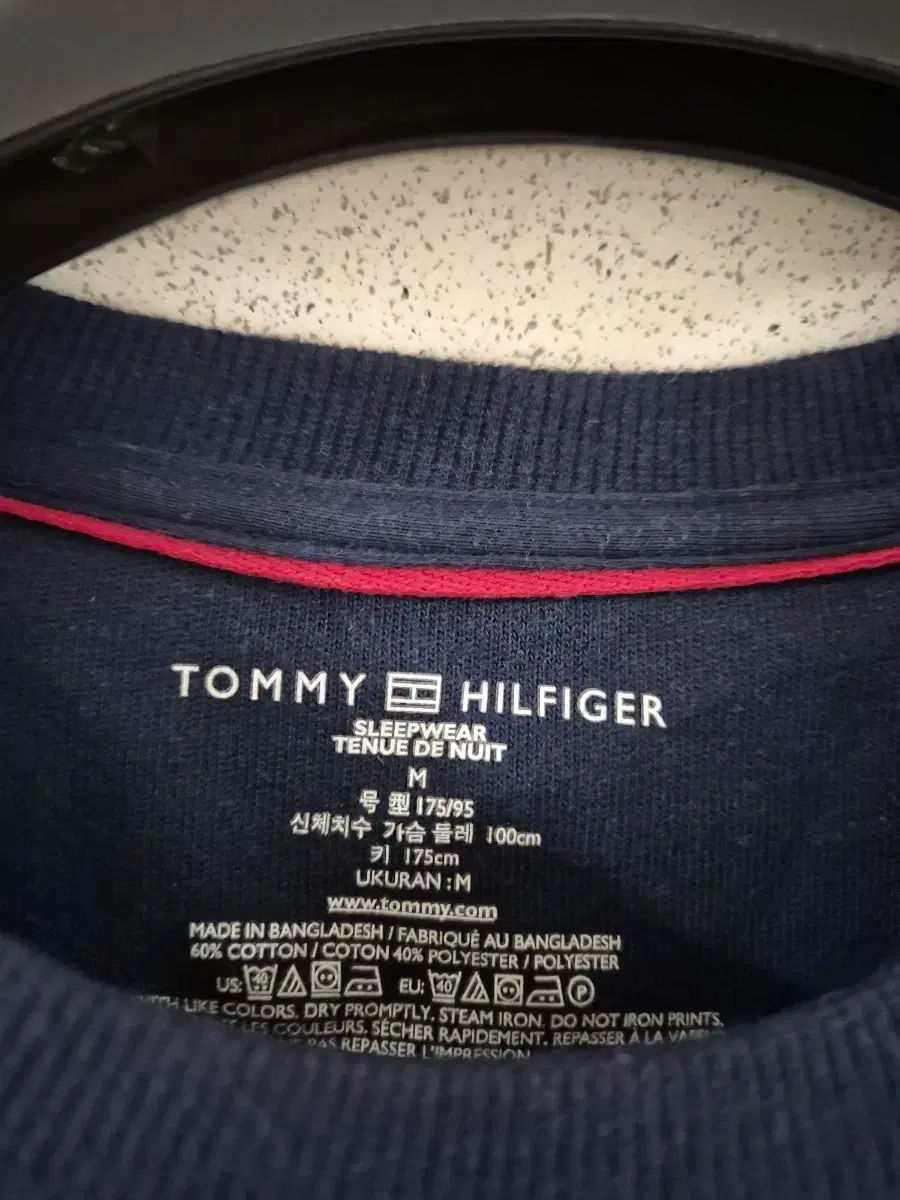 TOMMY HILFIGER
SLEEPWEAR
TENUE DE NUIT
M
号 型 175/95
신체치수 가슴 둘레 100cm
키 175cm
UKURAN : M
www.tommy.com
MADE IN BANGLADESH / FABRIQUÉ AU BANGLADESH
60% COTTON / COTON 40% POLYESTER / POLYESTER
US: 40 EU: 40 P
LIKE COLORS. DRY PROMPTLY. STEAM IRON. DO NOT IRON PRINTS.
LES COULEURS. SÉCHER RAPIDEMENT. REPASSER À LA
PAS REPASSER L'IMPRESSION